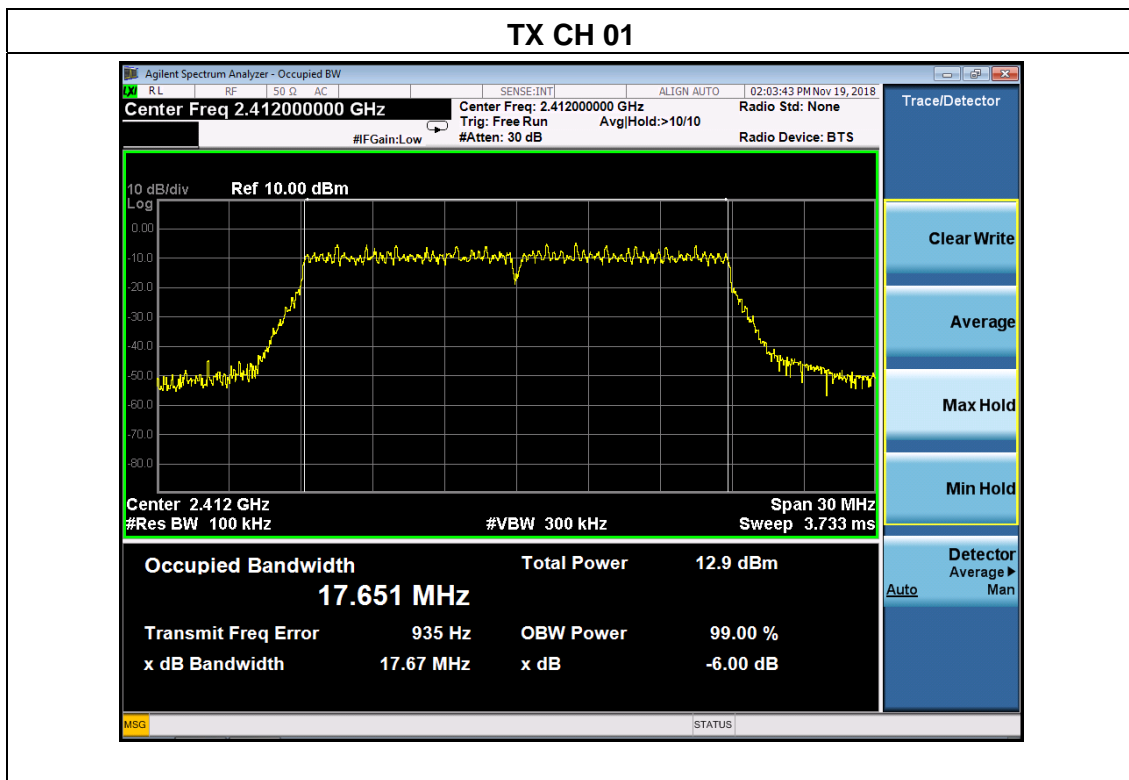 TX CH 01
Agilent Spectrum Analyzer - Occupied BW
LXI RL RF 50 Ω AC SENSE:INT ALIGN AUTO 02:03:43 PM Nov 19, 2018
Center Freq 2.412000000 GHz
Center Freq: 2.412000000 GHz
Radio Std: None
Trig: Free Run Avg|Hold:>10/10
#IFGain:Low #Atten: 30 dB Radio Device: BTS
10 dB/div Ref 10.00 dBm
Log
0.00
-10.0
-20.0
-30.0
-40.0
-50.0
-60.0
-70.0
-80.0
Center 2.412 GHz Span 30 MHz
#Res BW 100 kHz #VBW 300 kHz Sweep 3.733 ms
Occupied Bandwidth Total Power 12.9 dBm
17.651 MHz
Transmit Freq Error 935 Hz OBW Power 99.00 %
x dB Bandwidth 17.67 MHz x dB -6.00 dB
Trace/Detector
Clear Write
Average
Max Hold
Min Hold
Detector
Average
Auto Man
MSG STATUS